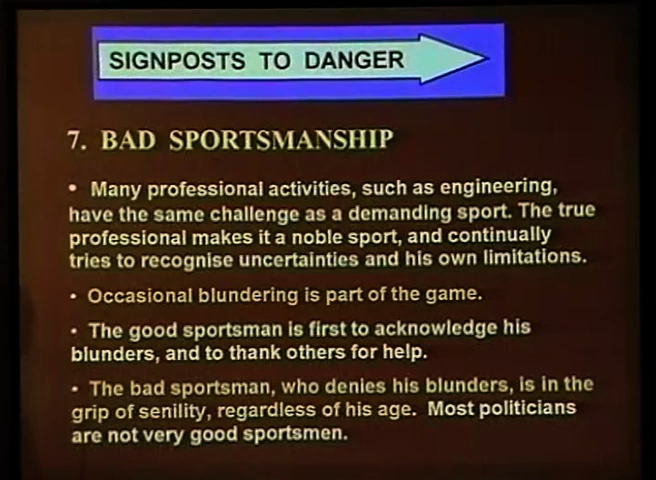 SIGNPOSTS TO DANGER
7. BAD SPORTSMANSHIP
• Many professional activities, such as engineering,
have the same challenge as a demanding sport. The true
professional makes it a noble sport, and continually
tries to recognise uncertainties and his own limitations.
• Occasional blundering is part of the game.
• The good sportsman is first to acknowledge his
blunders, and to thank others for help.
• The bad sportsman, who denies his blunders, is in the
grip of senility, regardless of his age. Most politicians
are not very good sportsmen.